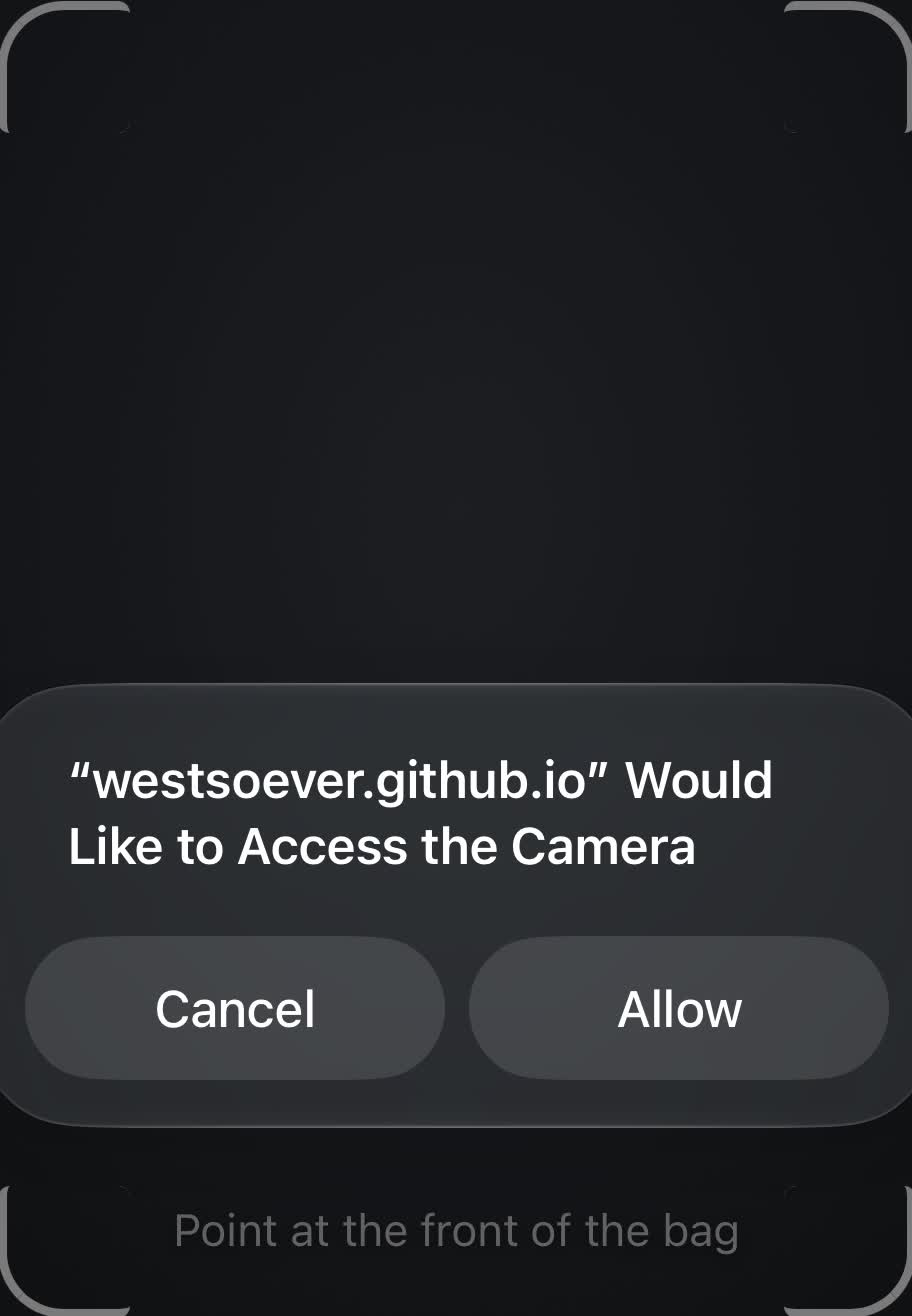 “westsoever.github.io” Would
Like to Access the Camera
Cancel
Allow
Point at the front of the bag